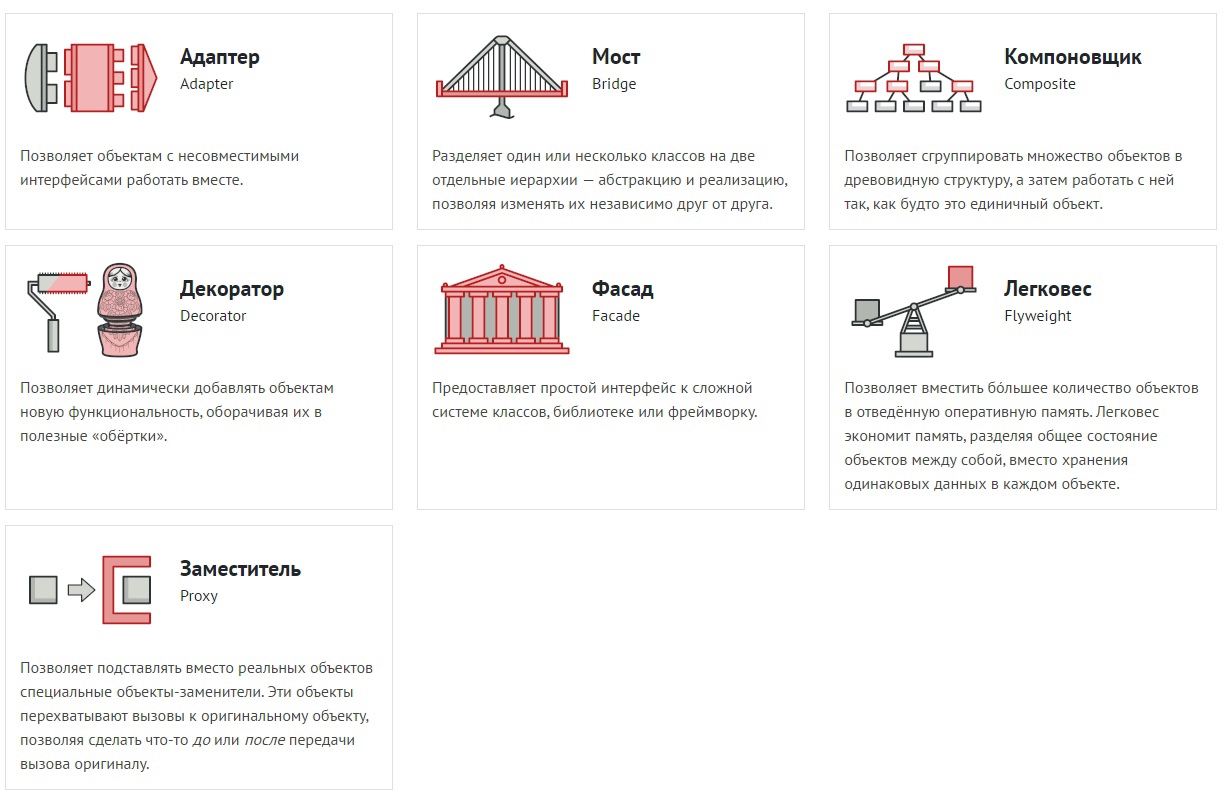 Адаптер
Adapter
Позволяет объектам с несовместимыми
интерфейсами работать вместе.
Мост
Bridge
Разделяет один или несколько классов на две
отдельные иерархии — абстракцию и реализацию,
позволяя изменять их независимо друг от друга.
Компоновщик
Composite
Позволяет сгруппировать множество объектов в
древовидную структуру, а затем работать с ней
так, как будто это единичный объект.
Декоратор
Decorator
Позволяет динамически добавлять объектам
новую функциональность, оборачивая их в
полезные «обёртки».
Фасад
Facade
Предоставляет простой интерфейс к сложной
системе классов, библиотеке или фреймворку.
Легковес
Flyweight
Позволяет вместить бо́льшее количество объектов
в отведённую оперативную память. Легковес
экономит память, разделяя общее состояние
объектов между собой, вместо хранения
одинаковых данных в каждом объекте.
Заместитель
Proxy
Позволяет подставлять вместо реальных объектов
специальные объекты-заменители. Эти объекты
перехватывают вызовы к оригинальному объекту,
позволяя сделать что-то до или после передачи
вызова оригиналу.